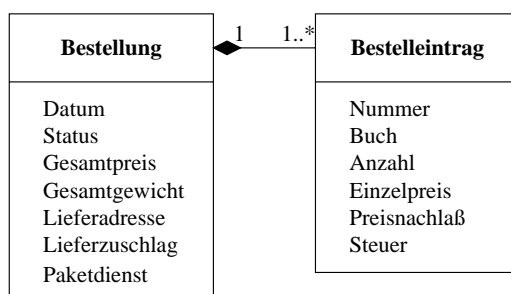 Bestellung
1
1..*
Bestelleintrag
Datum
Status
Gesamtpreis
Gesamtgewicht
Lieferadresse
Lieferzuschlag
Paketdienst
Nummer
Buch
Anzahl
Einzelpreis
Preisnachlaß
Steuer